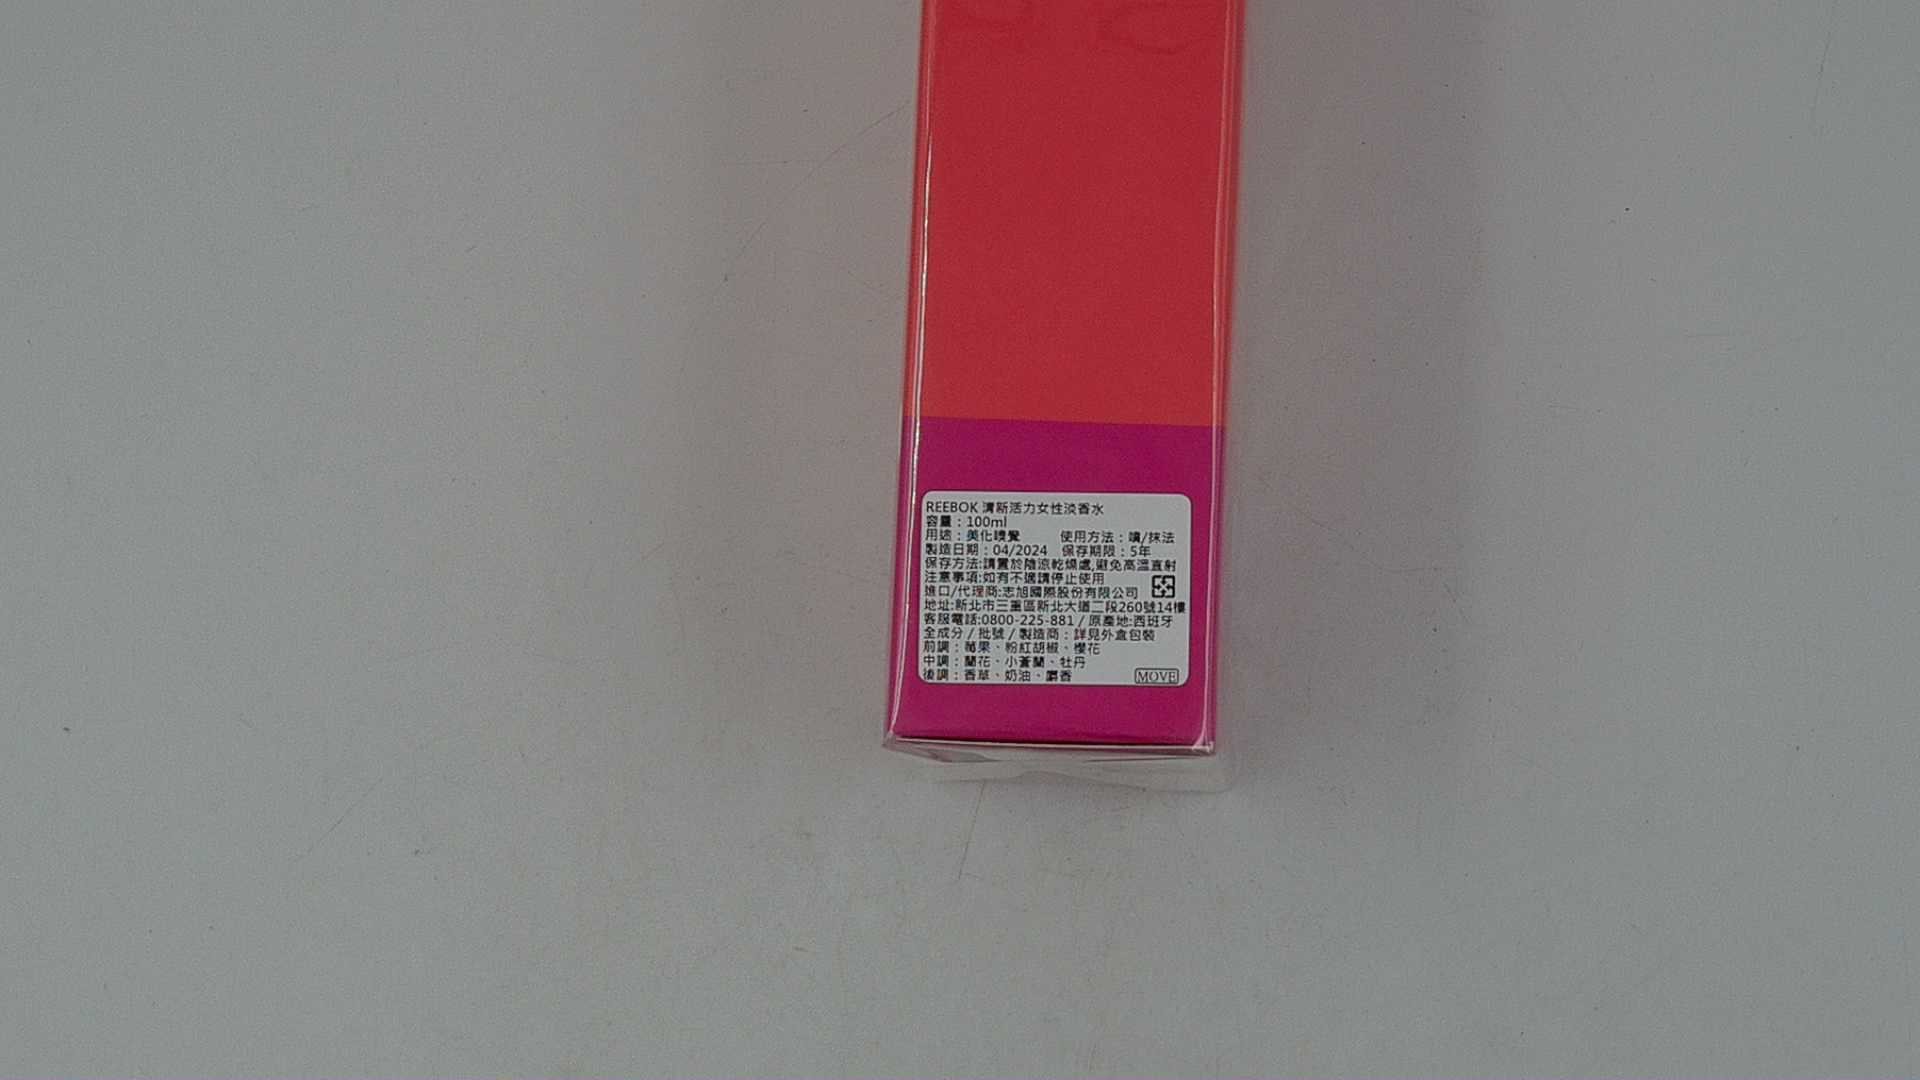 REEBOK 清新活力女性淡香水
容量：100ml
用途：美化嗅覺 使用方法：噴/抹法
製造日期：04/2024 保存期限：5年
保存方法:請置於陰涼乾燥處,避免高溫直射
注意事項:如有不適請停止使用
進口/代理商:志旭國際股份有限公司
地址:新北市三重區新北大道二段260號14樓
客服電話:0800-225-881 / 原產地:西班牙
全成分 / 批號 / 製造商：詳見外盒包裝
前調：蘋果、粉紅胡椒、櫻花
中調：蘭花、小蒼蘭、牡丹
後調：香草、奶油、麝香
MOVE